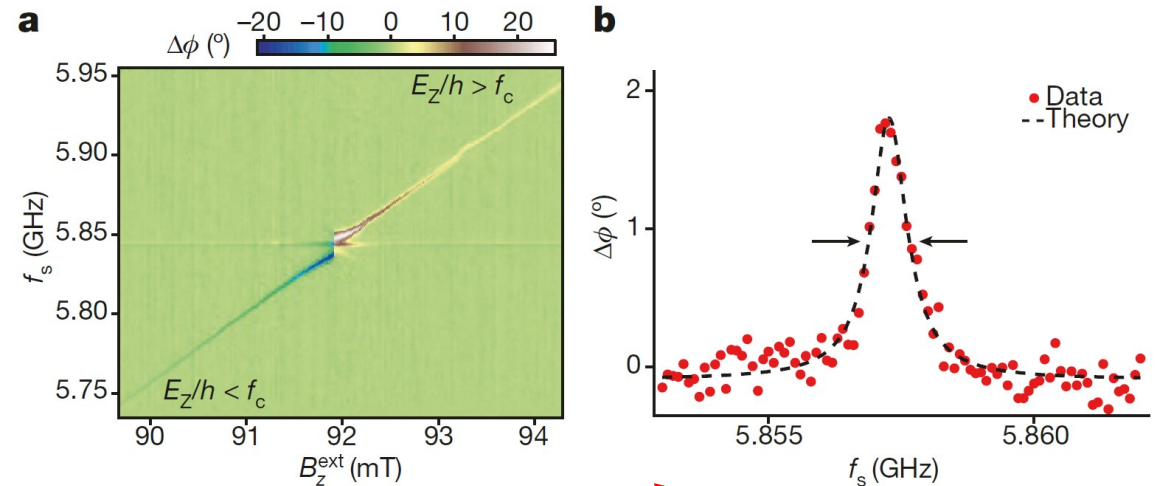 a
−20 −10 0 10 20
Δϕ (º)
E_Z/h > f_c
5.95
5.90
5.85
5.80
5.75
f_s (GHz)
E_Z/h < f_c
90 91 92 93 94
B_z^ext (mT)
b
2
1
0
Δϕ (º)
Data
Theory
5.855 5.860
f_s (GHz)